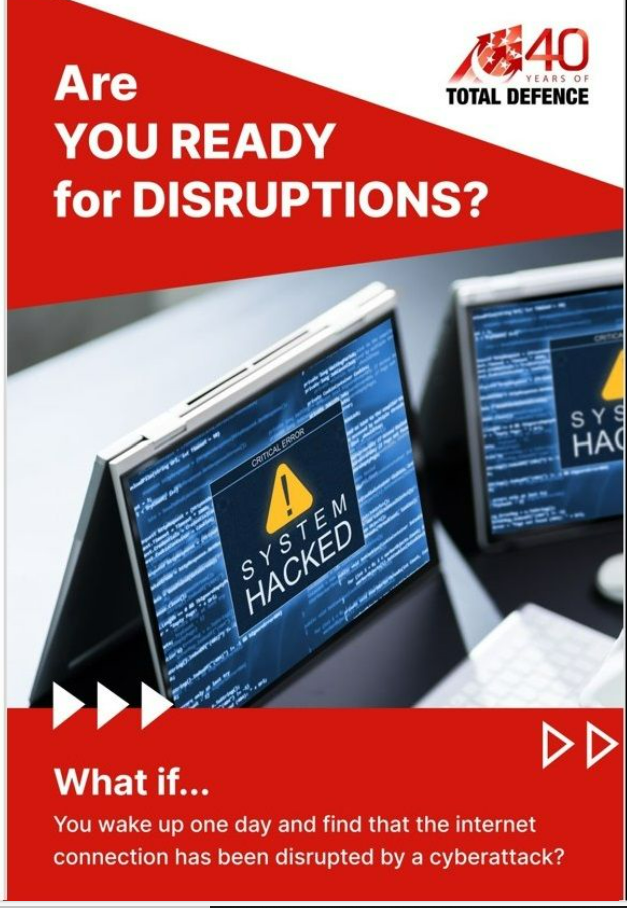 Are
YOU READY
for DISRUPTIONS?
40
YEARS OF
TOTAL DEFENCE
CRITICAL ERROR
SYSTEM
HACKED
CRITIC
SYS
HAC
What if...
You wake up one day and find that the internet
connection has been disrupted by a cyberattack?